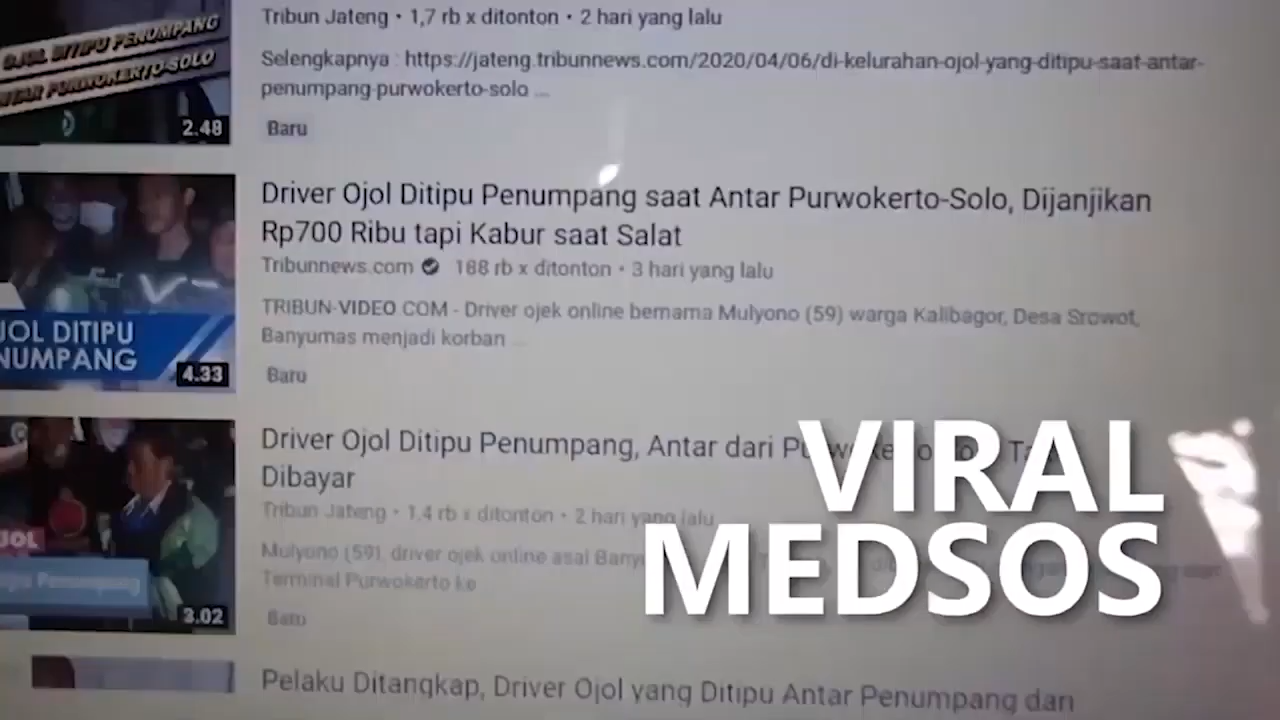 OJOL DITIPU PENUMPANG
ANTAR PURWOKERTO-SOLO
2.48
Tribun Jateng • 1,7 rb x ditonton • 2 hari yang lalu
Selengkapnya : https://jateng.tribunnews.com/2020/04/06/di-kelurahan-ojol-yang-ditipu-saat-antar-
penumpang-purwokerto-solo ...
Baru
JOL DITIPU
NUMPANG
4.33
Driver Ojol Ditipu Penumpang saat Antar Purwokerto-Solo, Dijanjikan
Rp700 Ribu tapi Kabur saat Salat
Tribunnews.com 188 rb x ditonton • 3 hari yang lalu
TRIBUN-VIDEO COM - Driver ojek online bernama Mulyono (59) warga Kalibagor, Desa Srowot,
Banyumas menjadi korban ...
Baru
JOL
Penumpang
3.02
Driver Ojol Ditipu Penumpang, Antar dari
Dibayar
Tribun Jateng • 1,4 rb x ditonton • 2 hari yang lalu
Mulyono (59), driver ojek online asal
Terminal Purwokerto ke
Baru
VIRAL
MEDSOS
Pelaku Ditangkap, Driver Ojol yang Ditipu Antar Penumpang dari